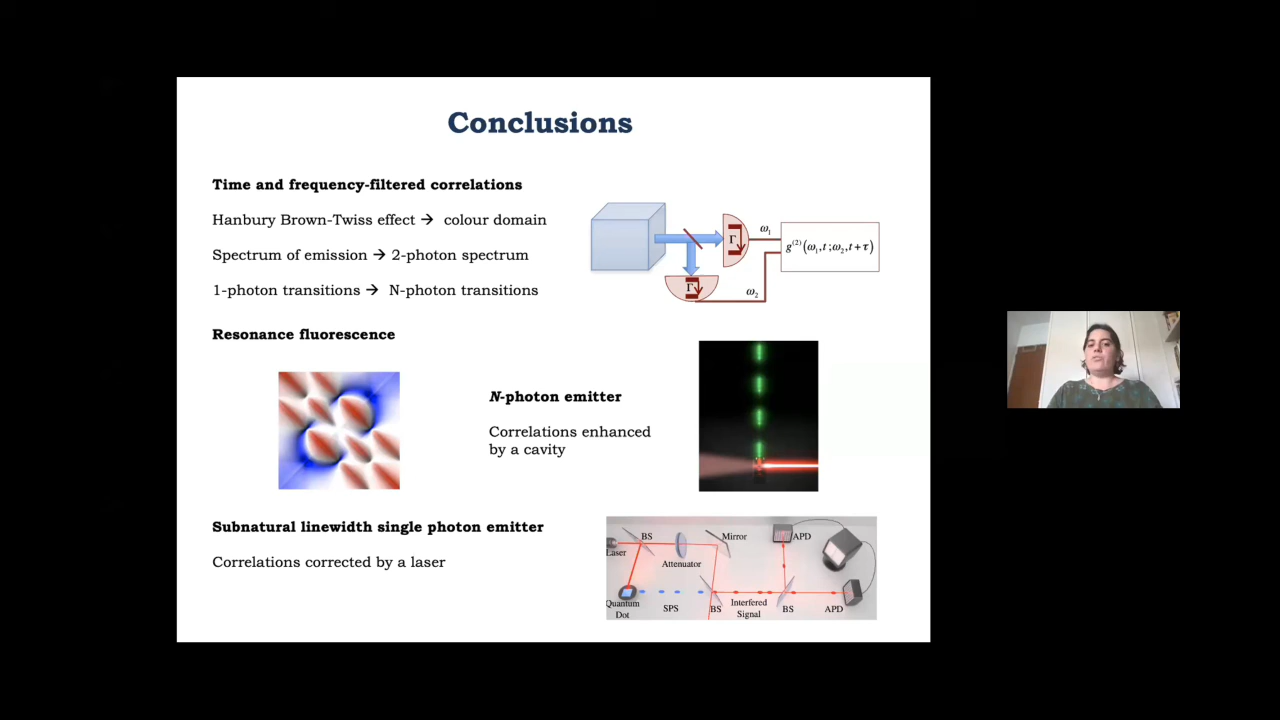 Conclusions
Time and frequency-filtered correlations
Hanbury Brown-Twiss effect → colour domain
Spectrum of emission → 2-photon spectrum
1-photon transitions → N-photon transitions
Γ
ω₁
g⁽²⁾(ω₁,t;ω₂,t+τ)
Γ
ω₂
Resonance fluorescence
N-photon emitter
Correlations enhanced
by a cavity
Subnatural linewidth single photon emitter
Correlations corrected by a laser
BS
Mirror
APD
Laser
Attenuator
Quantum
Dot
SPS
BS
Interfered
Signal
BS
APD